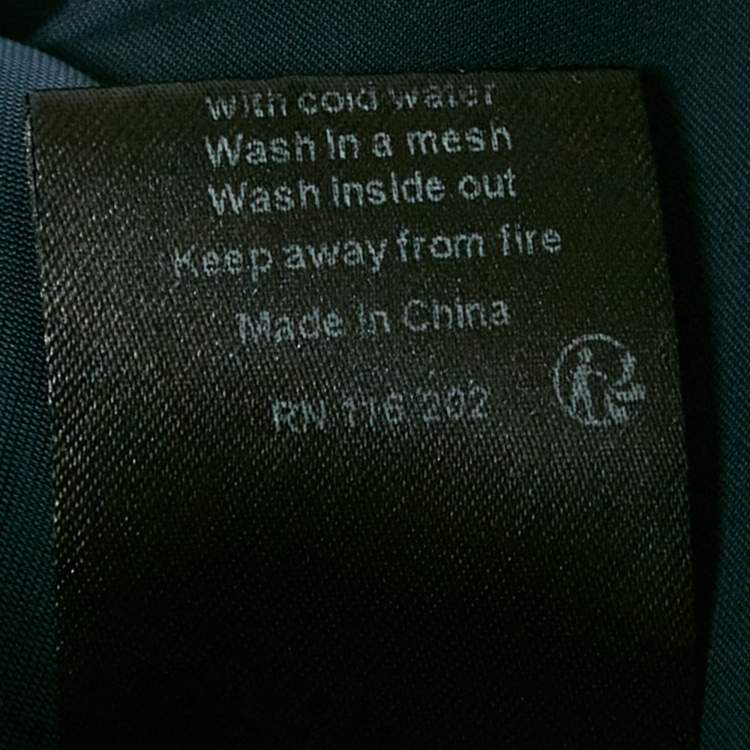 with cold water
Wash in a mesh
Wash inside out
Keep away from fire
Made in China
RN 116 202